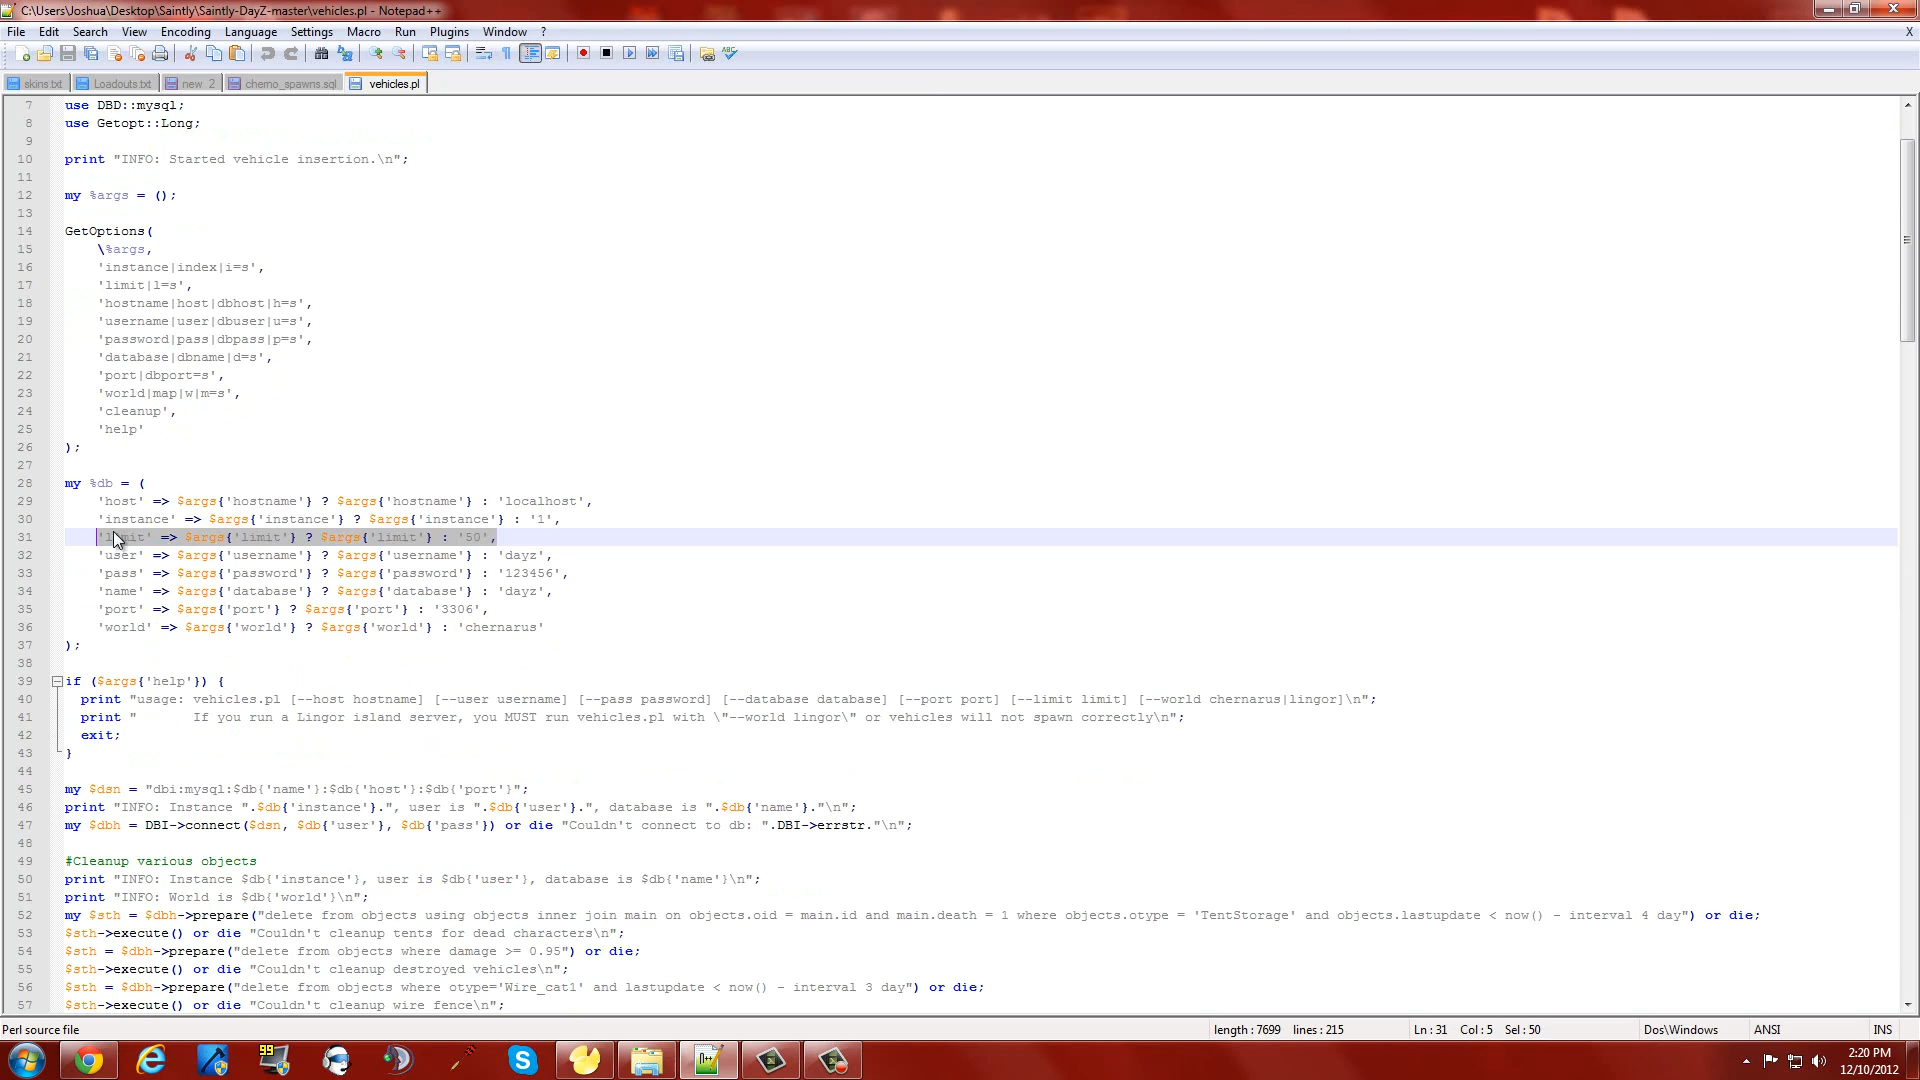 C:\Users\Joshua\Desktop\Saintly\Saintly-DayZ-master\vehicles.pl - Notepad++
File Edit Search View Encoding Language Settings Macro Run Plugins Window ? X
skins.txt Loadouts.txt new 2 chemo_spawns.sql vehicles.pl
7 use DBD::mysql;
8 use Getopt::Long;
9
10 print "INFO: Started vehicle insertion.\n";
11
12 my %args = ();
13
14 GetOptions(
15 \%args,
16 'instance|index|i=s',
17 'limit|l=s',
18 'hostname|host|dbhost|h=s',
19 'username|user|dbuser|u=s',
20 'password|pass|dbpass|p=s',
21 'database|dbname|d=s',
22 'port|dbport=s',
23 'world|map|w|m=s',
24 'cleanup',
25 'help'
26 );
27
28 my %db = (
29 'host' => $args{'hostname'} ? $args{'hostname'} : 'localhost',
30 'instance' => $args{'instance'} ? $args{'instance'} : '1',
31 'limit' => $args{'limit'} ? $args{'limit'} : '50',
32 'user' => $args{'username'} ? $args{'username'} : 'dayz',
33 'pass' => $args{'password'} ? $args{'password'} : '123456',
34 'name' => $args{'database'} ? $args{'database'} : 'dayz',
35 'port' => $args{'port'} ? $args{'port'} : '3306',
36 'world' => $args{'world'} ? $args{'world'} : 'chernarus'
37 );
38
39 if ($args{'help'}) {
40 print "usage: vehicles.pl [--host hostname] [--user username] [--pass password] [--database database] [--port port] [--limit limit] [--world chernarus|lingor]\n";
41 print " If you run a Lingor island server, you MUST run vehicles.pl with \"--world lingor\" or vehicles will not spawn correctly\n";
42 exit;
43 }
44
45 my $dsn = "dbi:mysql:$db{'name'}:$db{'host'}:$db{'port'}";
46 print "INFO: Instance ".$db{'instance'}.", user is ".$db{'user'}.", database is ".$db{'name'}."\n";
47 my $dbh = DBI->connect($dsn, $db{'user'}, $db{'pass'}) or die "Couldn't connect to db: ".DBI->errstr."\n";
48
49 #Cleanup various objects
50 print "INFO: Instance $db{'instance'}, user is $db{'user'}, database is $db{'name'}\n";
51 print "INFO: World is $db{'world'}\n";
52 my $sth = $dbh->prepare("delete from objects using objects inner join main on objects.oid = main.id and main.death = 1 where objects.otype = 'TentStorage' and objects.lastupdate < now() - interval 4 day") or die;
53 $sth->execute() or die "Couldn't cleanup tents for dead characters\n";
54 $sth = $dbh->prepare("delete from objects where damage >= 0.95") or die;
55 $sth->execute() or die "Couldn't cleanup destroyed vehicles\n";
56 $sth = $dbh->prepare("delete from objects where otype='Wire_cat1' and lastupdate < now() - interval 3 day") or die;
57 $sth->execute() or die "Couldn't cleanup wire fence\n";
Perl source file length : 7699 lines : 215 Ln : 31 Col : 5 Sel : 50 Dos\Windows ANSI INS
99
2:20 PM
12/10/2012